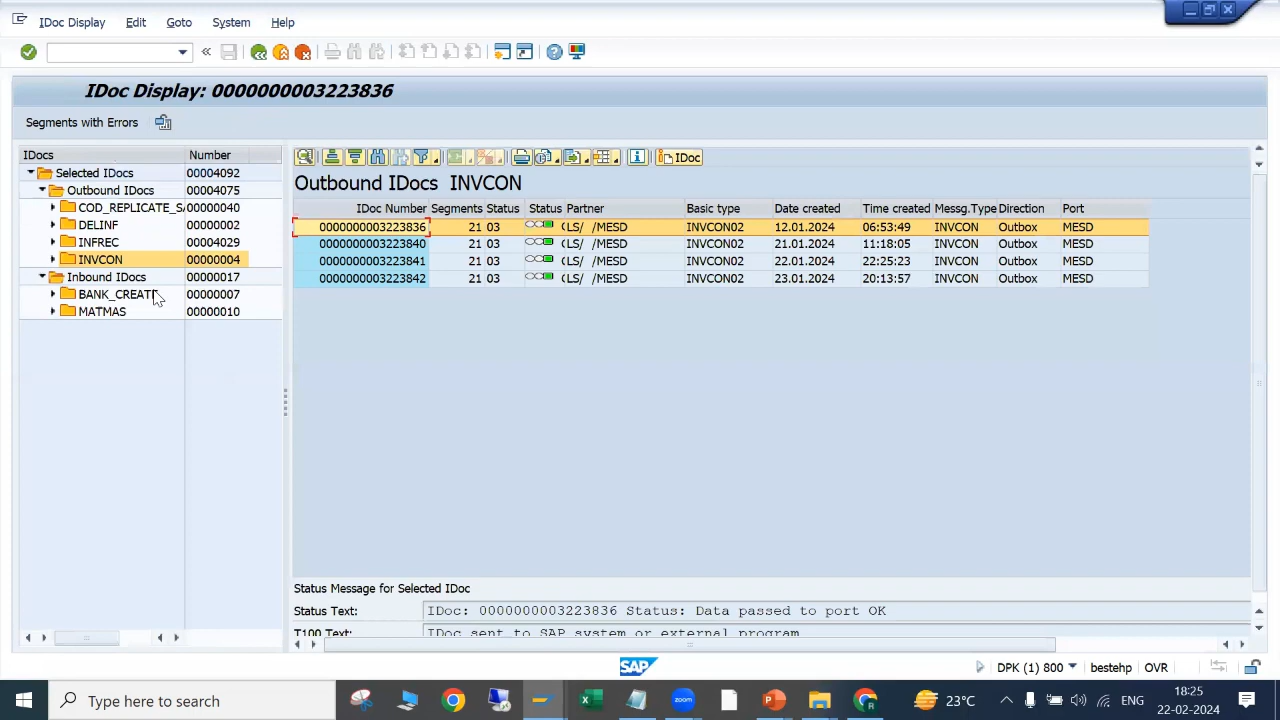 IDoc Display Edit Goto System Help
IDoc Display: 0000000003223836
Segments with Errors
IDocs Number
Selected IDocs 00004092
Outbound IDocs 00004075
COD_REPLICATE_SA 00000040
DELINF 00000002
INFREC 00004029
INVCON 00000004
Inbound IDocs 00000017
BANK_CREATE 00000007
MATMAS 00000010
IDoc
Outbound IDocs INVCON
IDoc Number Segments Status Status Partner Basic type Date created Time created Messg.Type Direction Port
0000000003223836 21 03 (LS/ /MESD INVCON02 12.01.2024 06:53:49 INVCON Outbox MESD
0000000003223840 21 03 (LS/ /MESD INVCON02 21.01.2024 11:18:05 INVCON Outbox MESD
0000000003223841 21 03 (LS/ /MESD INVCON02 22.01.2024 22:25:23 INVCON Outbox MESD
0000000003223842 21 03 (LS/ /MESD INVCON02 23.01.2024 20:13:57 INVCON Outbox MESD
Status Message for Selected IDoc
Status Text: IDoc: 0000000003223836 Status: Data passed to port OK
T100 Text: IDoc sent to SAP system or external program
SAP
DPK (1) 800 bestehp OVR
Type here to search
zoom
23°C
ENG
18:25
22-02-2024